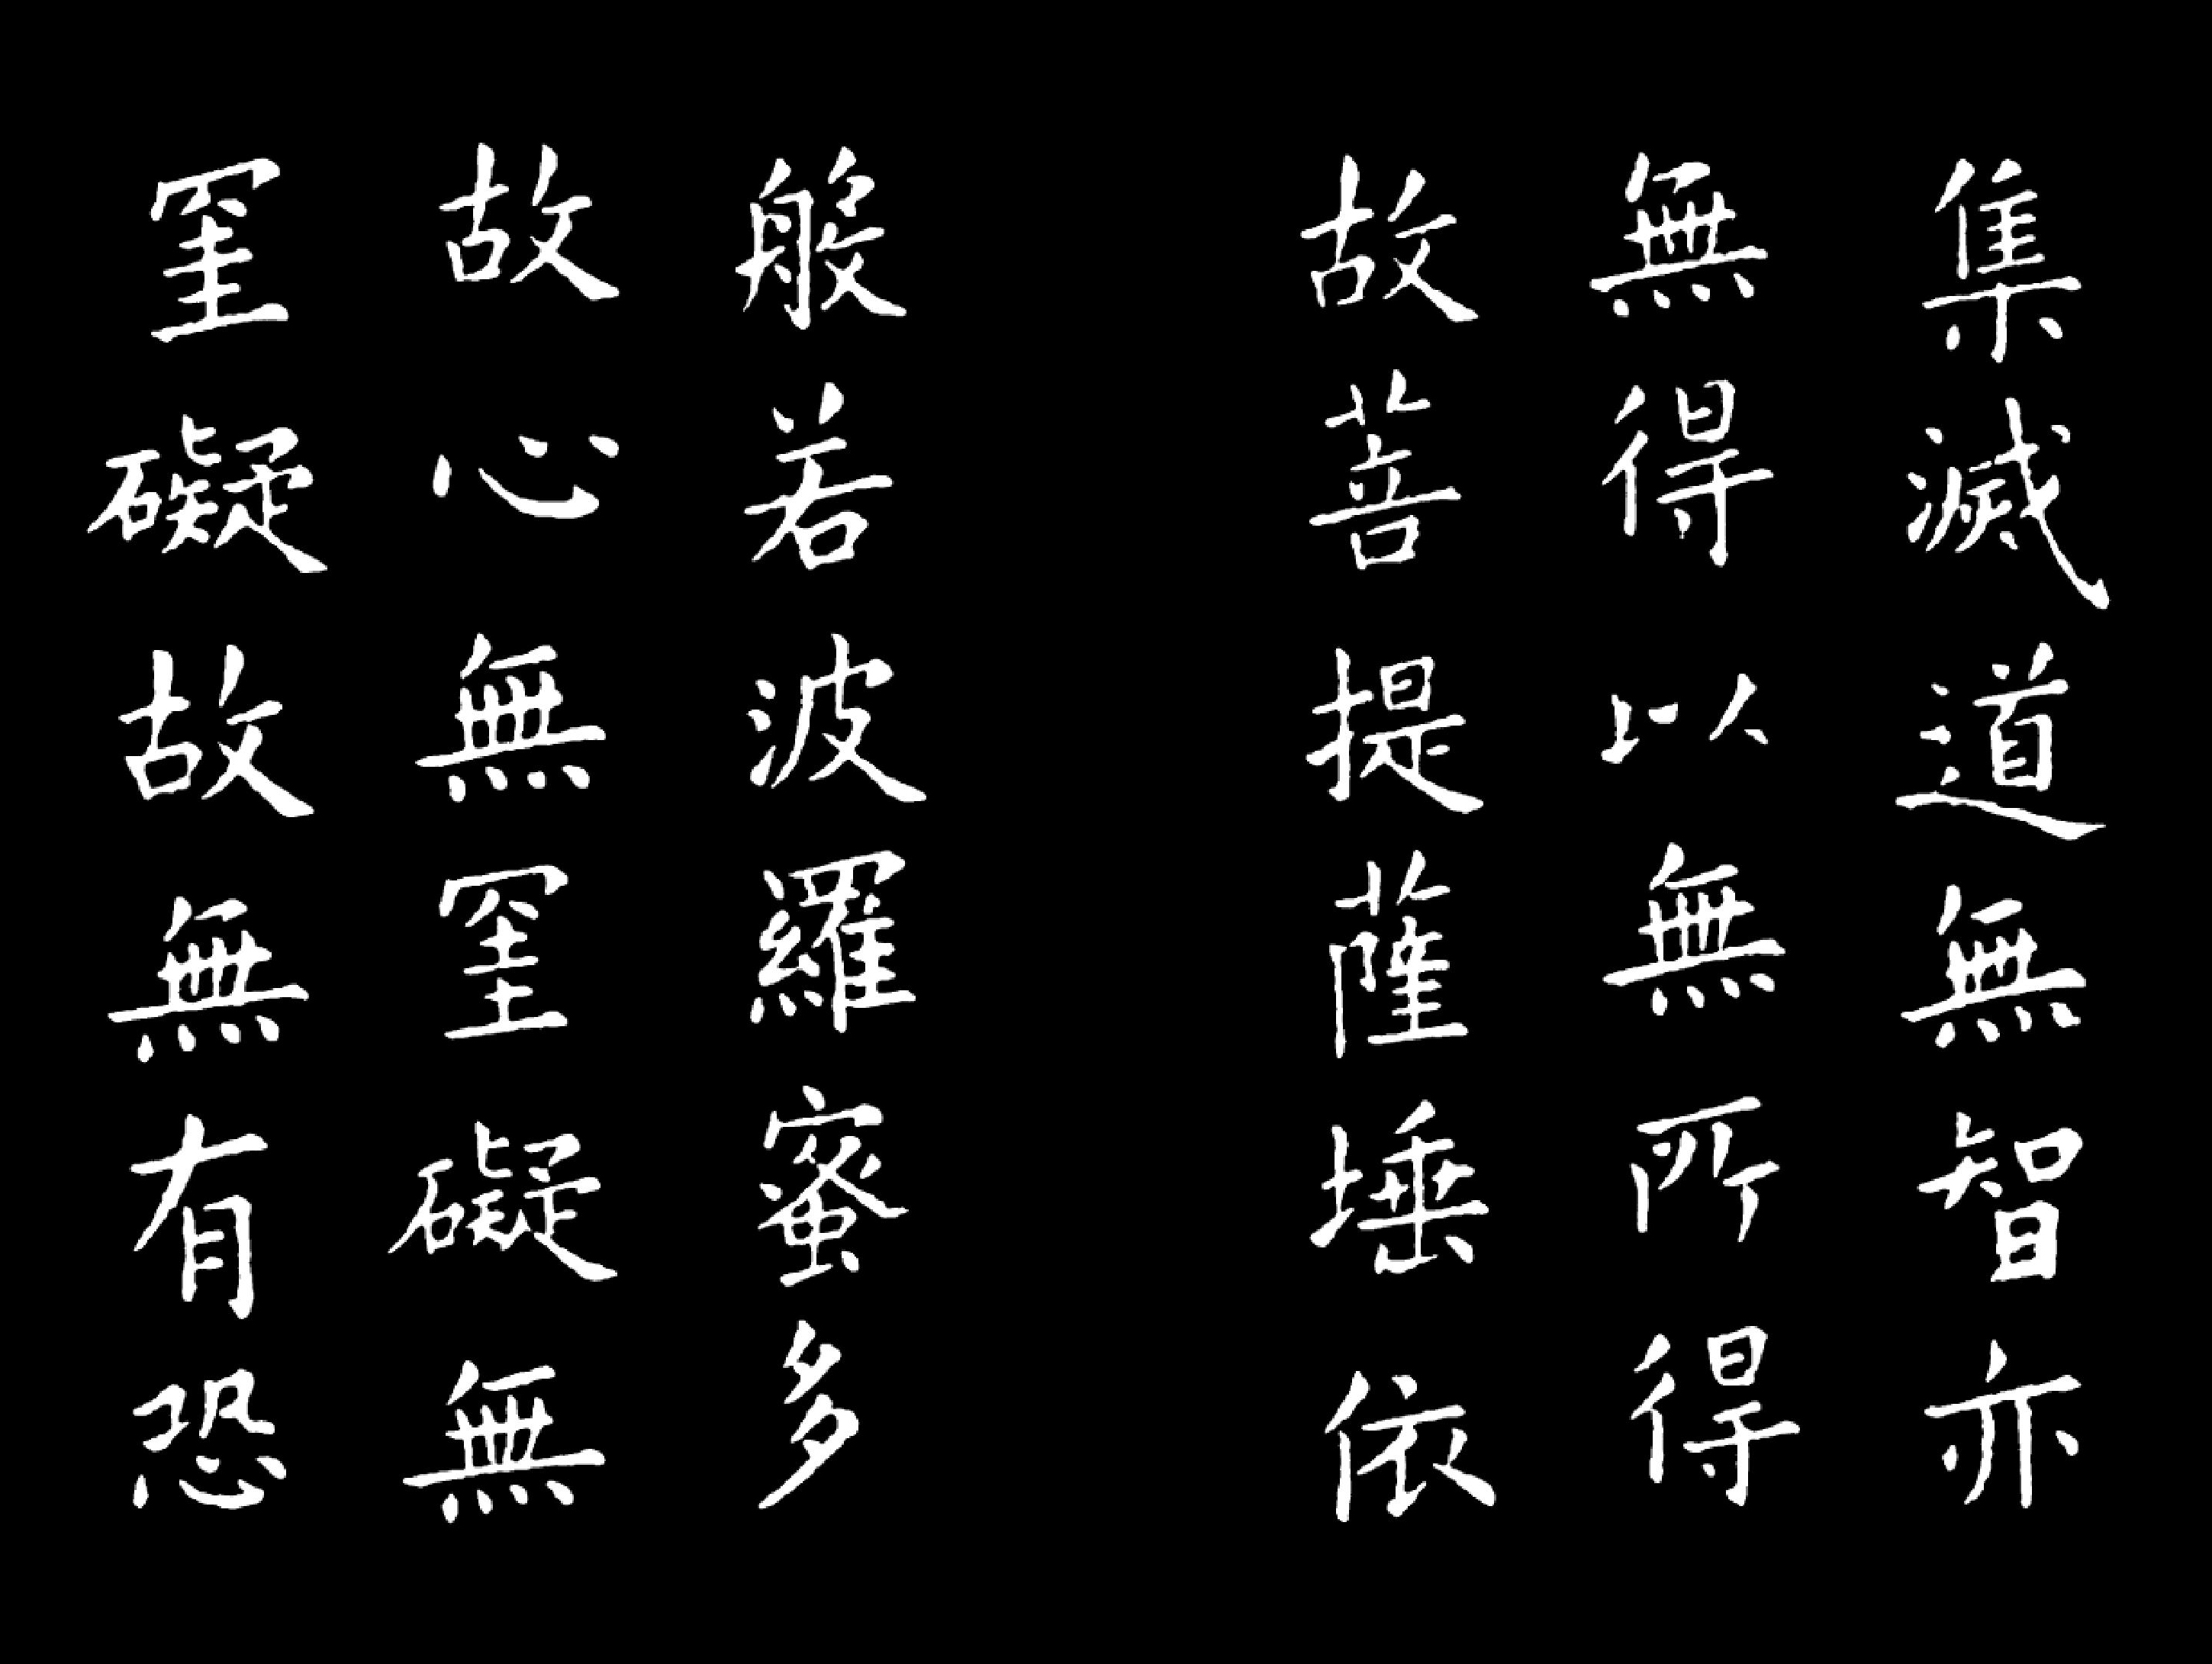 集滅道無智亦
無得以無所得
故菩提薩埵依
般若波羅蜜多
故心無罣礙無
罣礙故無有恐